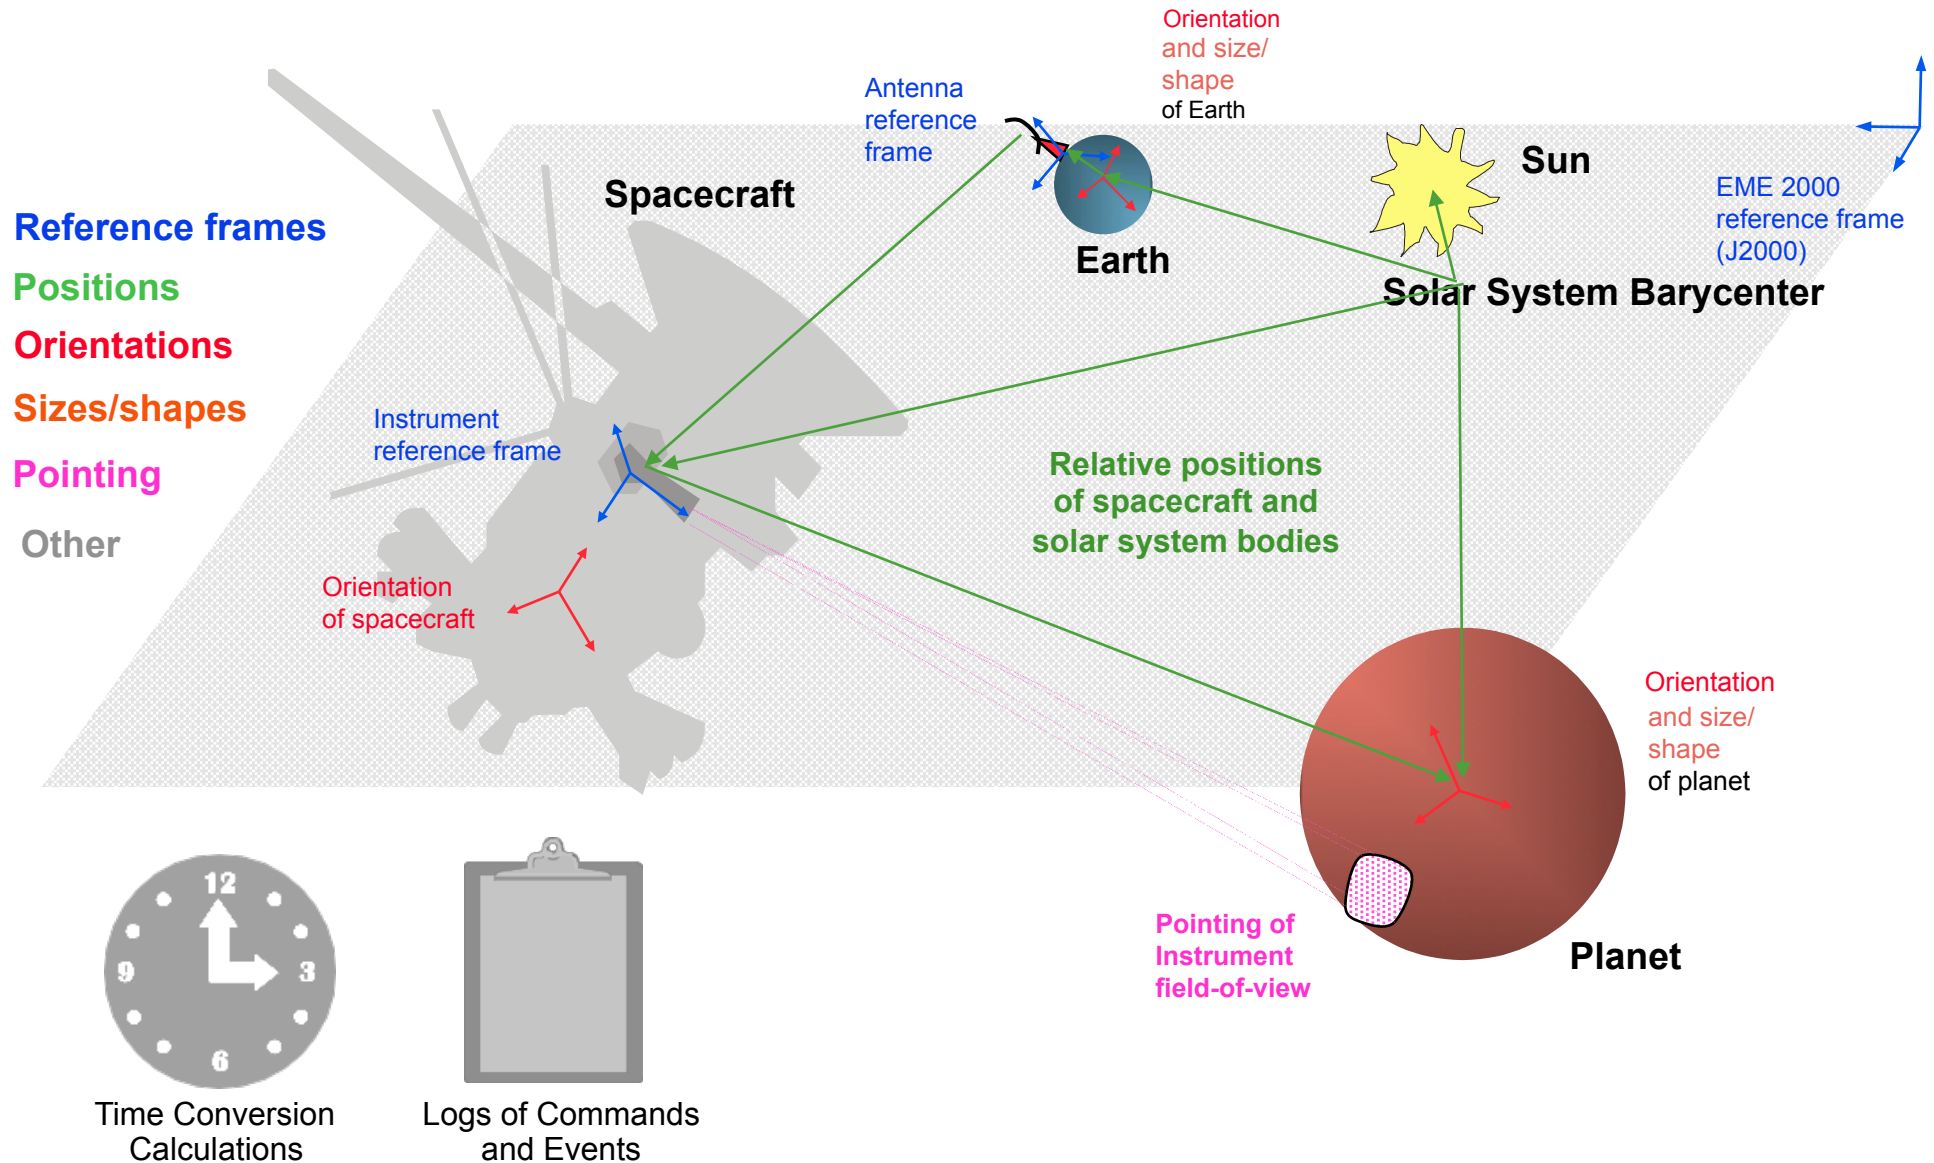 Orientation
and size/
shape
of Earth
Antenna
reference
frame
Sun
Spacecraft
EME 2000
reference frame
(J2000)
Earth
Solar System Barycenter
Reference frames
Positions
Orientations
Sizes/shapes
Pointing
Other
Instrument
reference frame
Relative positions
of spacecraft and
solar system bodies
Orientation
of spacecraft
Orientation
and size/
shape
of planet
Pointing of
Instrument
field-of-view
Planet
12
9
3
6
Time Conversion
Calculations
Logs of Commands
and Events